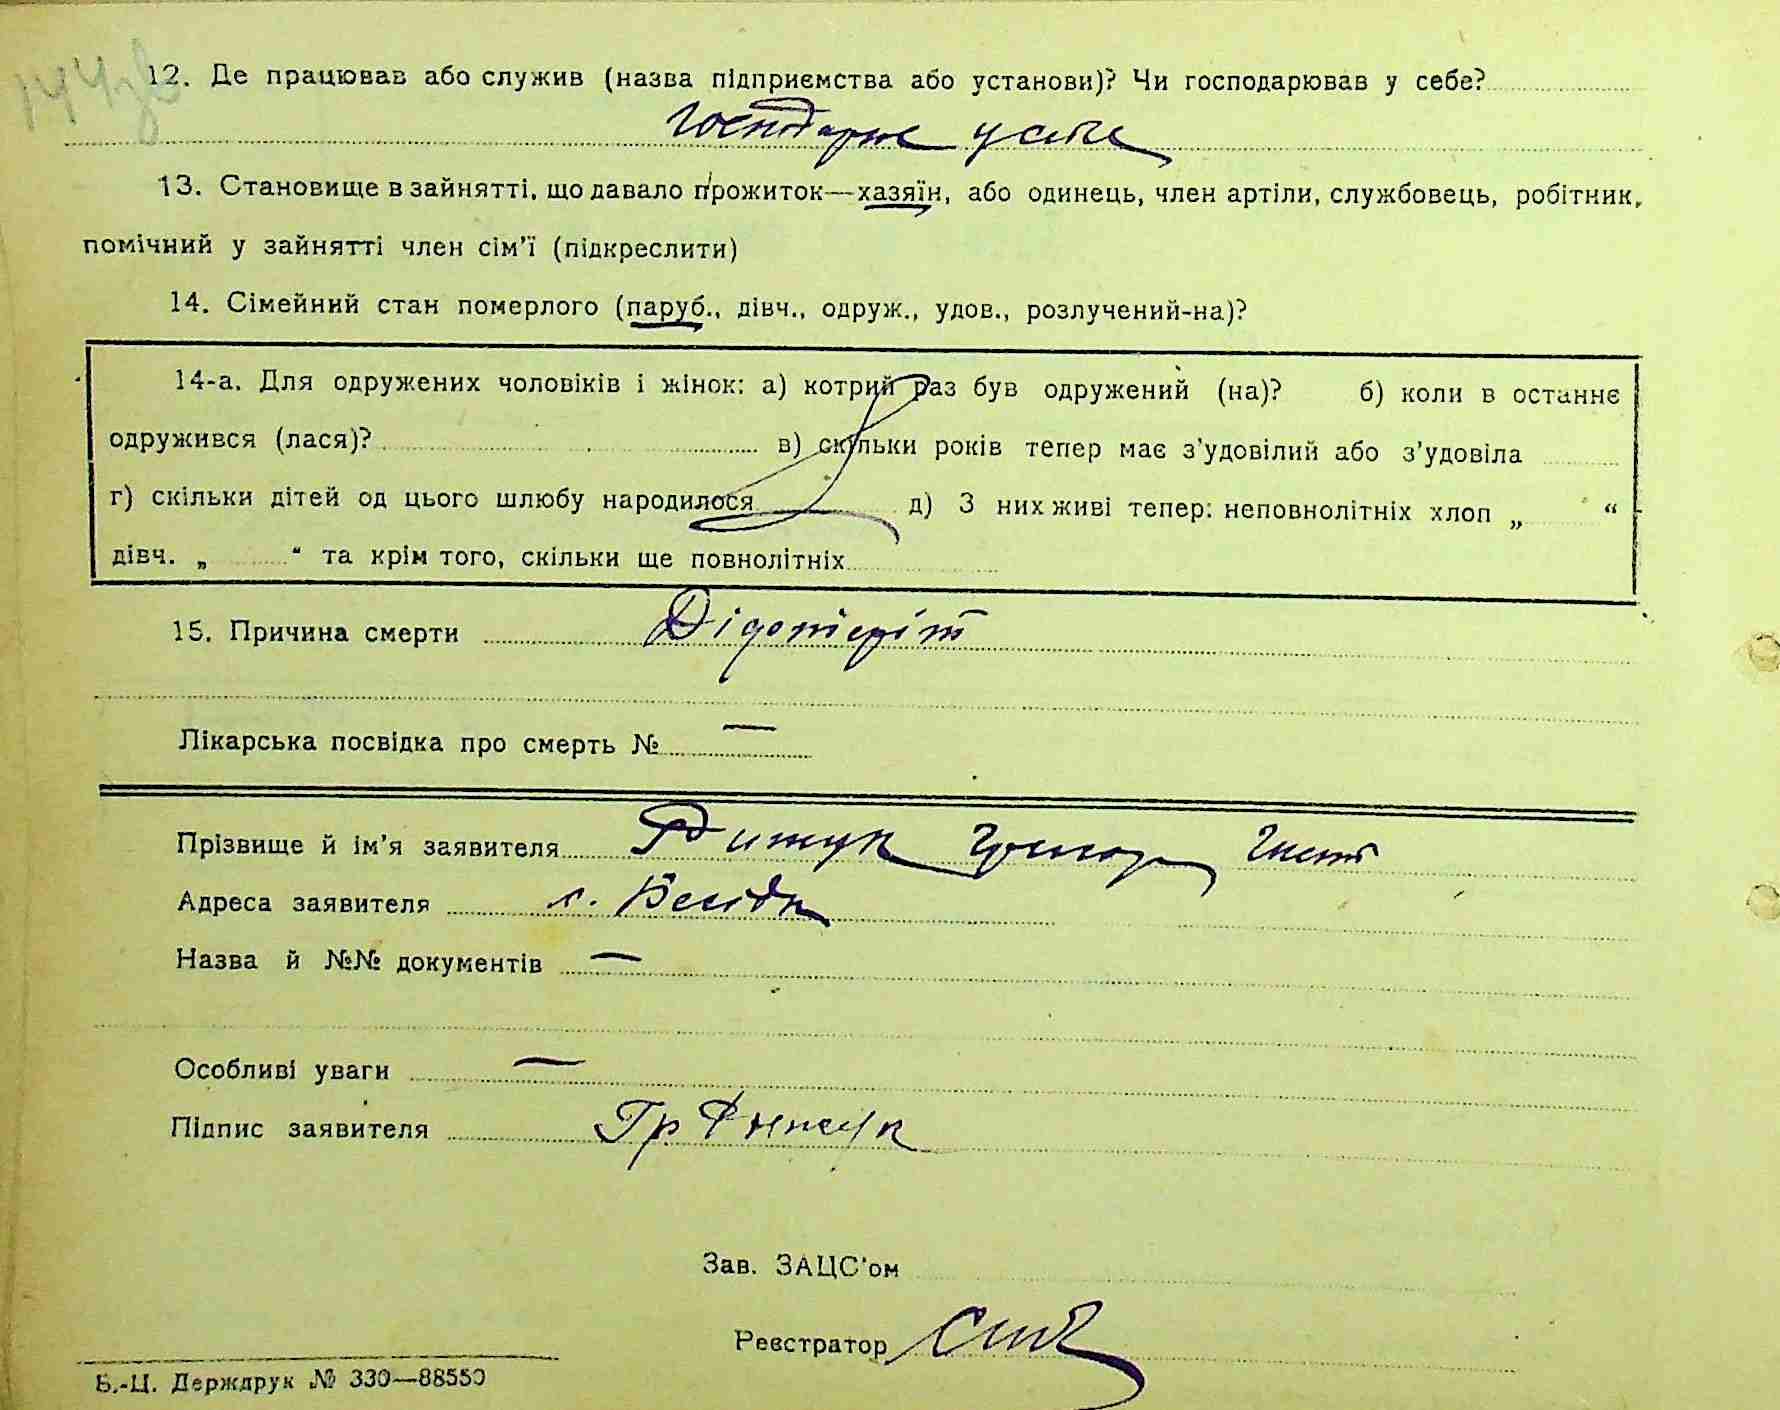 144зв
12. Де працював або служив (назва підприємства або установи)? Чи господарював у себе?
господарює у себе
13. Становище в зайнятті, що давало прожиток—хазяїн, або одинець, член артіли, службовець, робітник,
помічний у зайнятті член сім'ї (підкреслити)
14. Сімейний стан померлого (паруб., дівч., одруж., удов., розлучений-на)?
14-а. Для одружених чоловіків і жінок: а) котрий раз був одружений (на)? б) коли в останнє
одружився (лася)? в) скільки років тепер має з'удовілий або з'удовіла
г) скільки дітей од цього шлюбу народилося д) З них живі тепер: неповнолітніх хлоп „ “
дівч. „ “ та крім того, скільки ще повнолітніх
15. Причина смерти
Лікарська посвідка про смерть № —
Прізвище й ім'я заявителя
Адреса заявителя с.
Назва й №№ документів —
Особливі уваги —
Підпис заявителя Гр
Зав. ЗАЦС'ом
Реєстратор
Б.-Ц. Держдрук № 330—88550